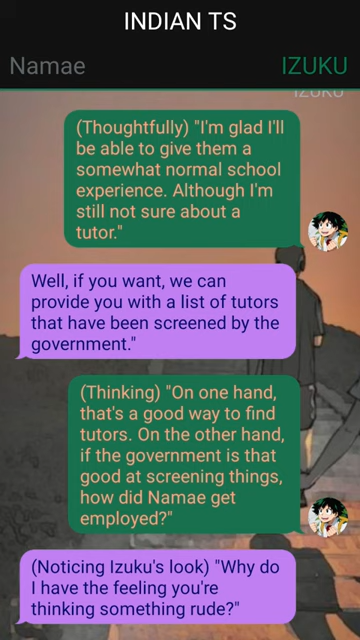 INDIAN TS
Namae
IZUKU
IZUKU
(Thoughtfully) "I'm glad I'll
be able to give them a
somewhat normal school
experience. Although I'm
still not sure about a
tutor."
Well, if you want, we can
provide you with a list of tutors
that have been screened by the
government."
(Thinking) "On one hand,
that's a good way to find
tutors. On the other hand,
if the government is that
good at screening things,
how did Namae get
employed?"
(Noticing Izuku's look) "Why do
I have the feeling you're
thinking something rude?"